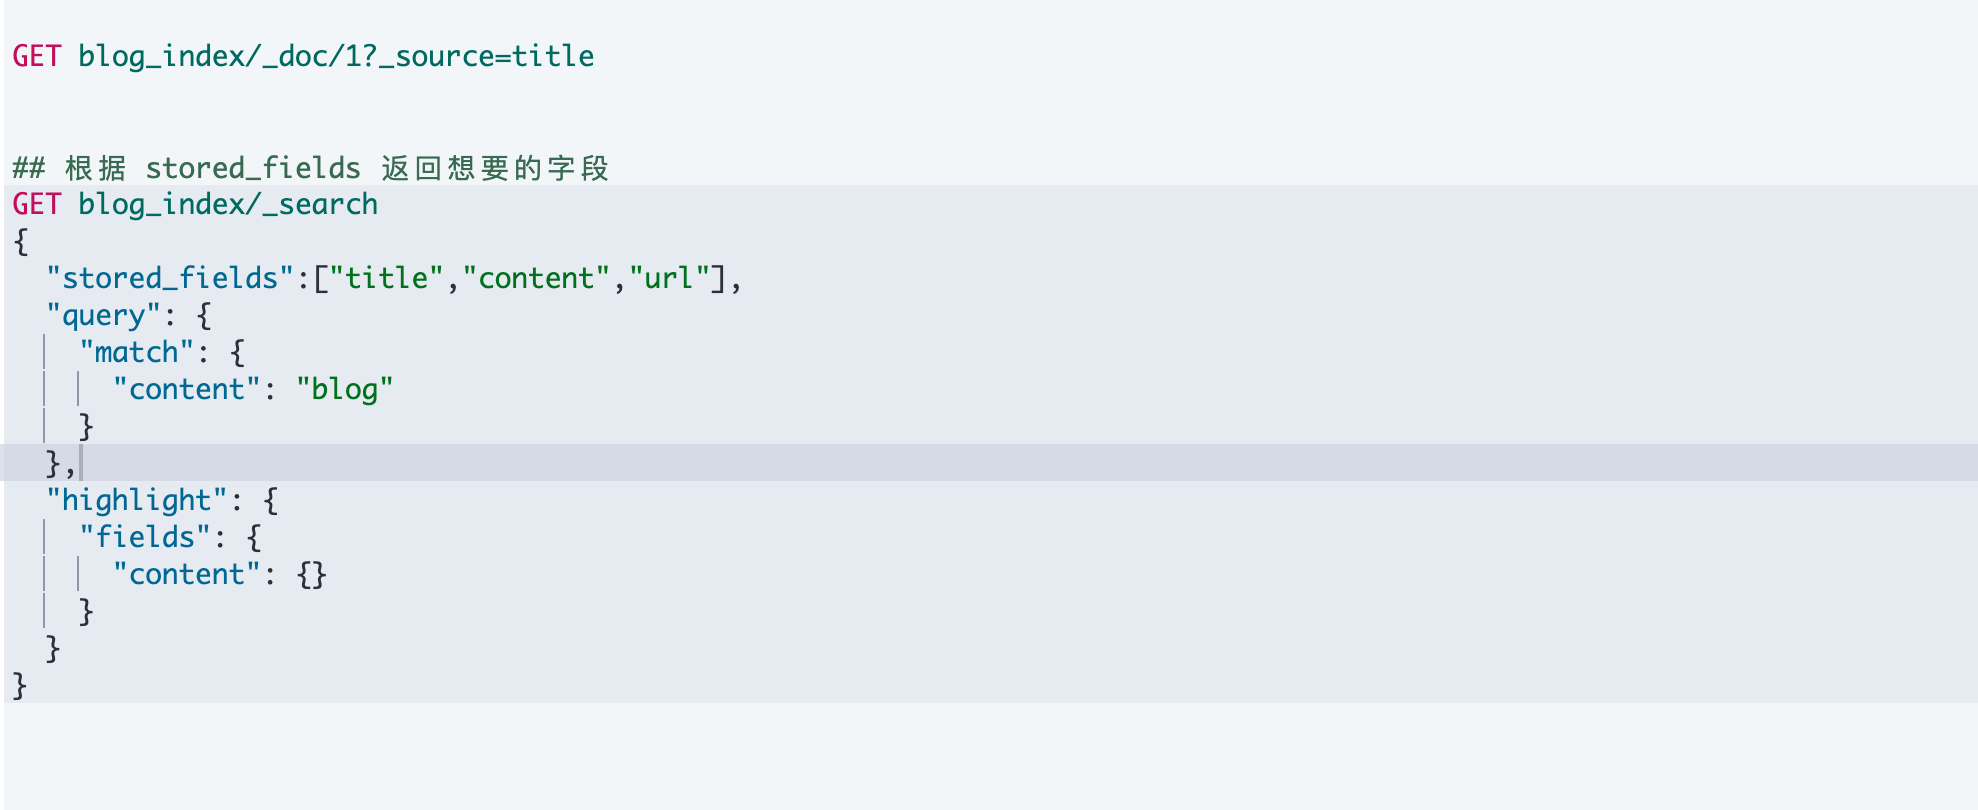 GET blog_index/_doc/1?_source=title
## 根据 stored_fields 返回想要的字段
GET blog_index/_search
{
  "stored_fields":["title","content","url"],
  "query": {
    "match": {
      "content": "blog"
    }
  },
  "highlight": {
    "fields": {
      "content": {}
    }
  }
}